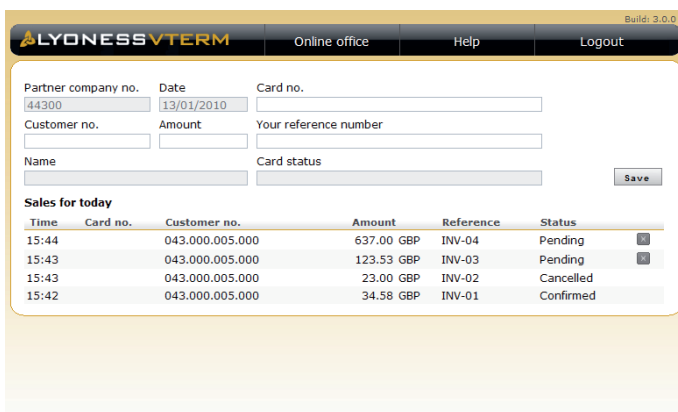 Build: 3.0.0
LYONESS VTERM Online office Help Logout
Partner company no. Date Card no.
44300 13/01/2010
Customer no. Amount Your reference number
Name Card status
Save
Sales for today
Time Card no. Customer no. Amount Reference Status
15:44 043.000.005.000 637.00 GBP INV-04 Pending x
15:43 043.000.005.000 123.53 GBP INV-03 Pending x
15:43 043.000.005.000 23.00 GBP INV-02 Cancelled
15:42 043.000.005.000 34.58 GBP INV-01 Confirmed